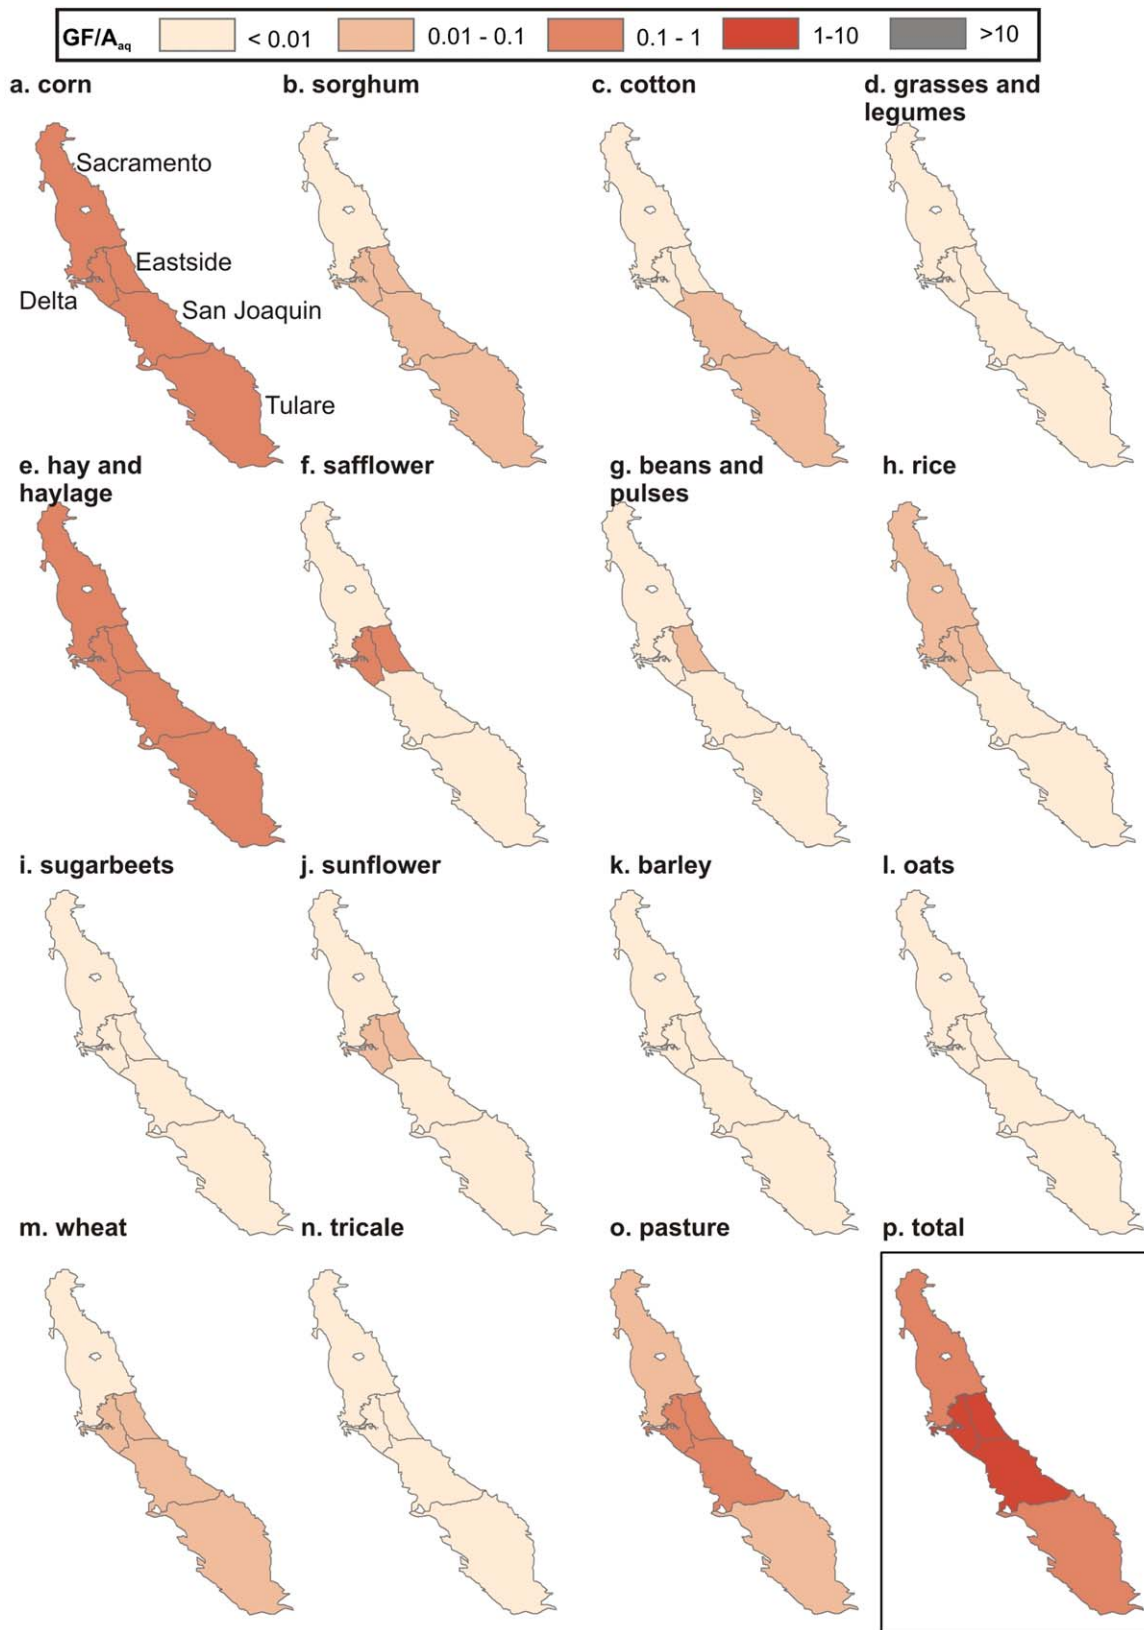 GF/Aaq < 0.01 0.01 - 0.1 0.1 - 1 1-10 >10
a. corn
b. sorghum
c. cotton
d. grasses and
legumes
Sacramento
Eastside
Delta
San Joaquin
Tulare
e. hay and
haylage
f. safflower
g. beans and
pulses
h. rice
i. sugarbeets
j. sunflower
k. barley
l. oats
m. wheat
n. tricale
o. pasture
p. total